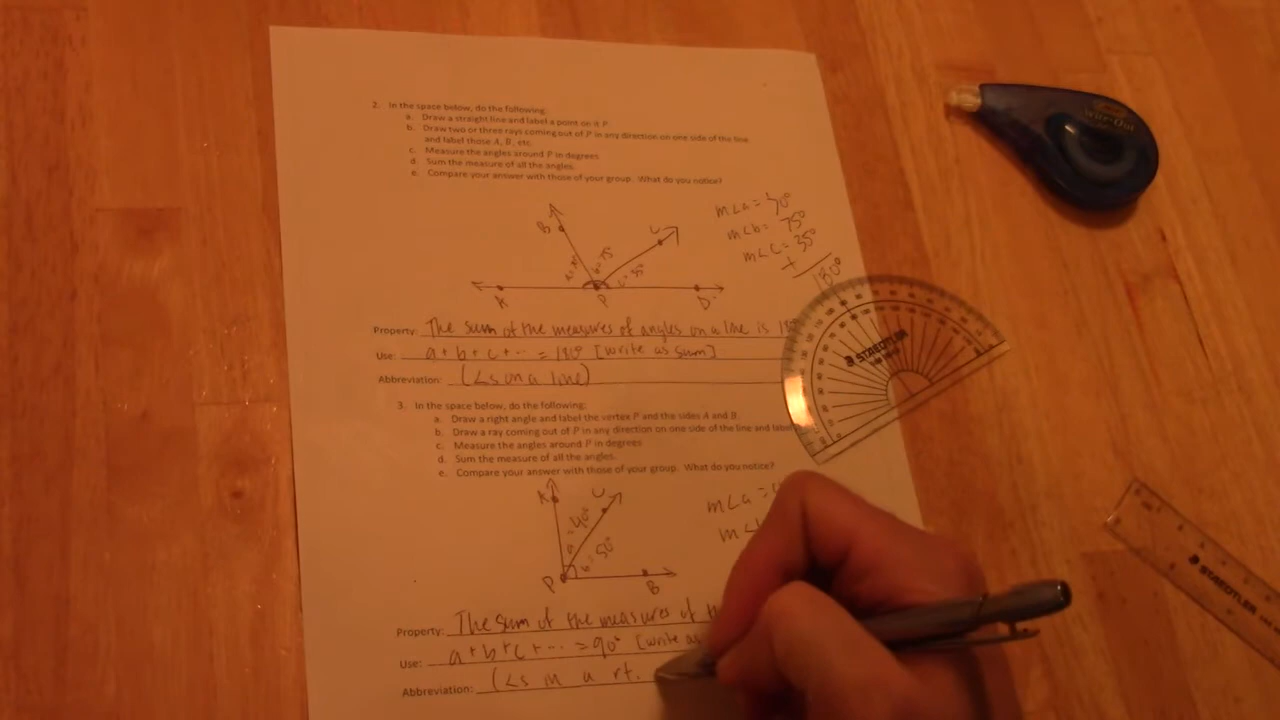 2. In the space below, do the following:
a. Draw a straight line and label a point on A P.
b. Draw two or three rays coming out of P in any direction on one side of the line
and label those A, B, etc.
c. Measure the angles around P in degrees
d. Sum the measure of all the angles.
e. Compare your answer with those of your group. What do you notice?
m∠a = 70°
m∠b = 75°
m∠c = 35°
+
180°
B
C
b=75
A
P
D
Property: The sum of the measures of angles on a line is
Use: a+b+c+... = 180° [write as sum]
Abbreviation: (∠s on a line)
3. In the space below, do the following:
a. Draw a right angle and label the vertex P and the sides A and B.
b. Draw a ray coming out of P in any direction on one side of the line and label
c. Measure the angles around P in degrees
d. Sum the measure of all the angles.
e. Compare your answer with those of your group. What do you notice?
A
C
a = 40°
b = 50°
P
B
m∠a =
m∠
Property: The sum of the measures of
Use: a+b+c+... = 90° [write as
Abbreviation: (∠s in a rt.
STAEDTLER
STAEDTLER
Wite-Out